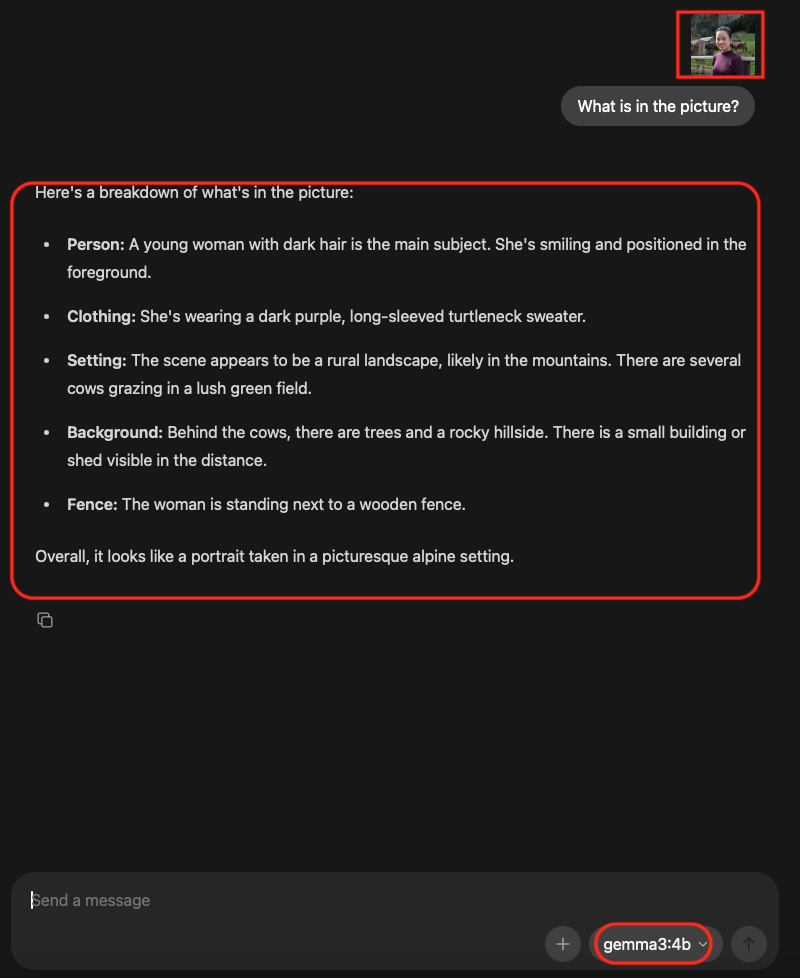 What is in the picture?
Here's a breakdown of what's in the picture:
• Person: A young woman with dark hair is the main subject. She's smiling and positioned in the
foreground.
• Clothing: She's wearing a dark purple, long-sleeved turtleneck sweater.
• Setting: The scene appears to be a rural landscape, likely in the mountains. There are several
cows grazing in a lush green field.
• Background: Behind the cows, there are trees and a rocky hillside. There is a small building or
shed visible in the distance.
• Fence: The woman is standing next to a wooden fence.
Overall, it looks like a portrait taken in a picturesque alpine setting.
Send a message
gemma3:4b